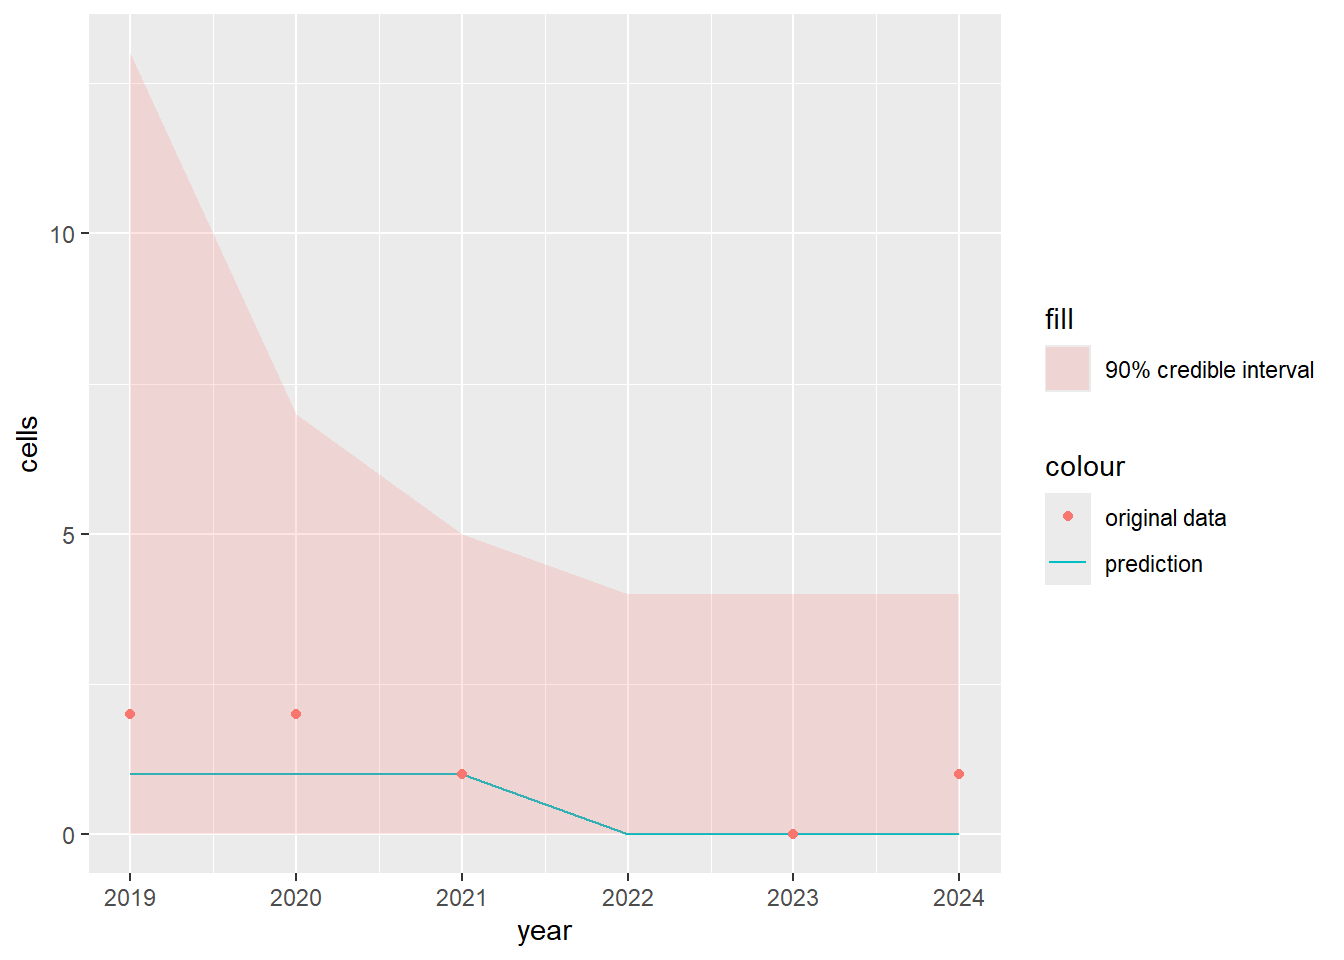 10
5
0
cells
2019 2020 2021 2022 2023 2024
year
fill
90% credible interval
colour
original data
prediction